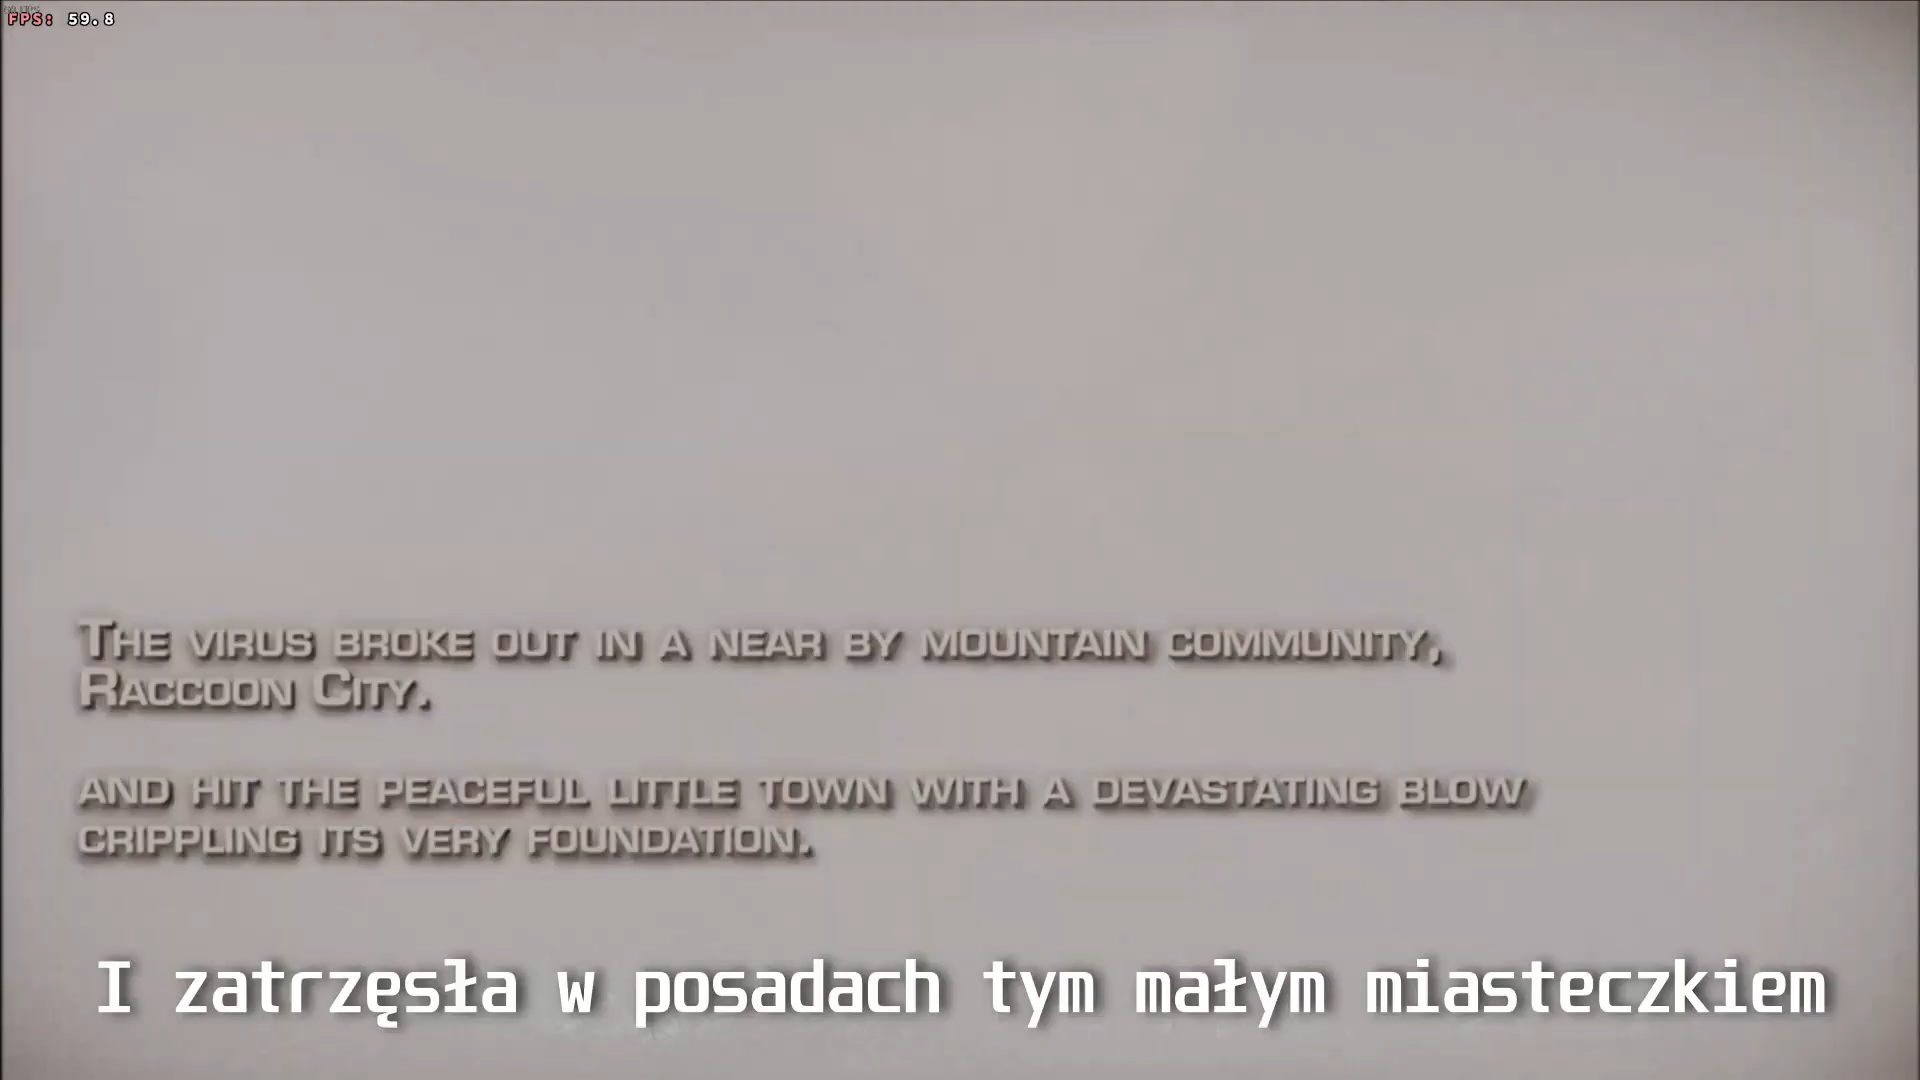 FPS: 59.8
The virus broke out in a near by mountain community,
Raccoon City.
and hit the peaceful little town with a devastating blow
crippling its very foundation.
I zatrzęsła w posadach tym małym miasteczkiem